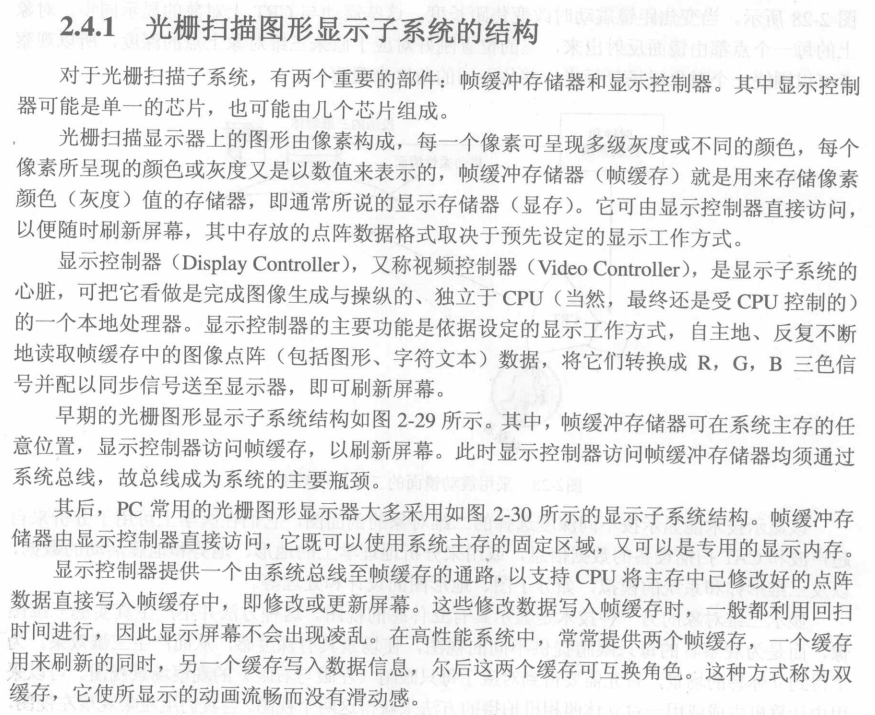 2.4.1 光栅扫描图形显示子系统的结构
对于光栅扫描子系统，有两个重要的部件：帧缓冲存储器和显示控制器。其中显示控制
器可能是单一的芯片，也可能由几个芯片组成。
光栅扫描显示器上的图形由像素构成，每一个像素可呈现多级灰度或不同的颜色，每个
像素所呈现的颜色或灰度又是以数值来表示的，帧缓冲存储器（帧缓存）就是用来存储像素
颜色（灰度）值的存储器，即通常所说的显示存储器（显存）。它可由显示控制器直接访问，
以便随时刷新屏幕，其中存放的点阵数据格式取决于预先设定的显示工作方式。
显示控制器（Display Controller），又称视频控制器（Video Controller），是显示子系统的
心脏，可把它看做是完成图像生成与操纵的、独立于 CPU（当然，最终还是受 CPU 控制的）
的一个本地处理器。显示控制器的主要功能是依据设定的显示工作方式，自主地、反复不断
地读取帧缓存中的图像点阵（包括图形、字符文本）数据，将它们转换成 R，G，B 三色信
号并配以同步信号送至显示器，即可刷新屏幕。
早期的光栅图形显示子系统结构如图 2-29 所示。其中，帧缓冲存储器可在系统主存的任
意位置，显示控制器访问帧缓存，以刷新屏幕。此时显示控制器访问帧缓冲存储器均须通过
系统总线，故总线成为系统的主要瓶颈。
其后，PC 常用的光栅图形显示器大多采用如图 2-30 所示的显示子系统结构。帧缓冲存
储器由显示控制器直接访问，它既可以使用系统主存的固定区域，又可以是专用的显示内存。
显示控制器提供一个由系统总线至帧缓存的通路，以支持 CPU 将主存中已修改好的点阵
数据直接写入帧缓存中，即修改或更新屏幕。这些修改数据写入帧缓存时，一般都利用回扫
时间进行，因此显示屏幕不会出现凌乱。在高性能系统中，常常提供两个帧缓存，一个缓存
用来刷新的同时，另一个缓存写入数据信息，尔后这两个缓存可互换角色。这种方式称为双
缓存，它使所显示的动画流畅而没有滑动感。